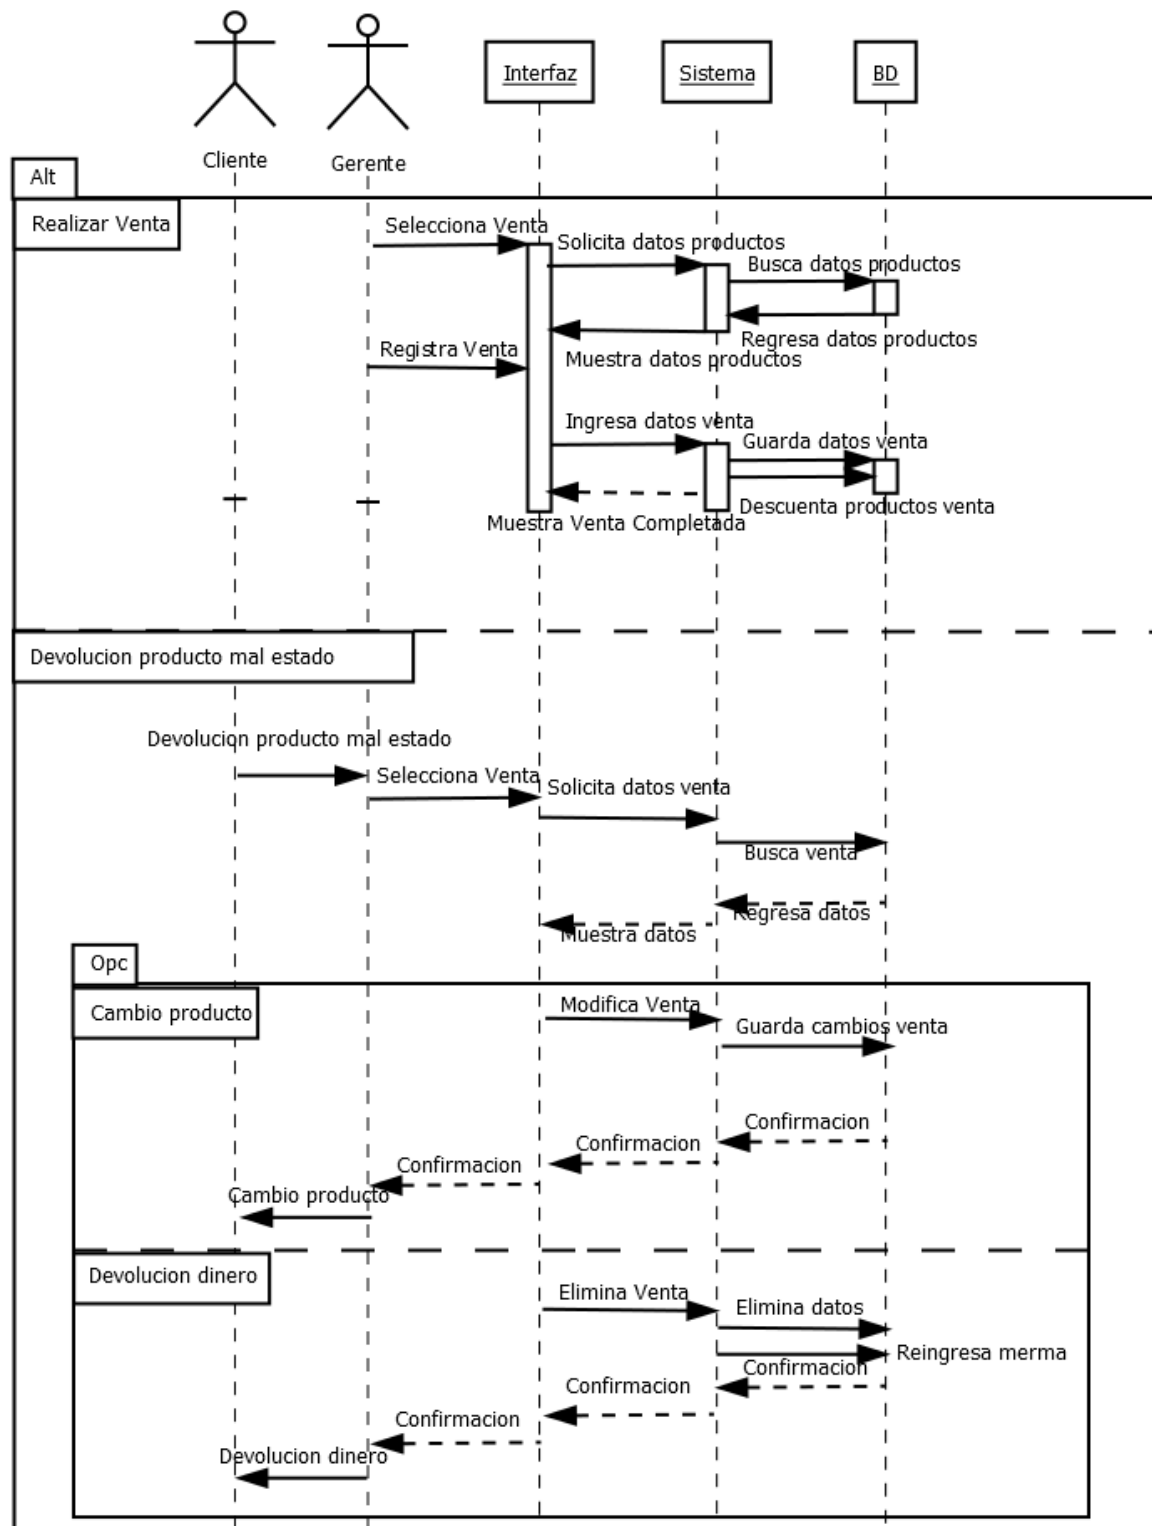 Interfaz
Sistema
BD
Cliente
Gerente
Alt
Realizar Venta
Selecciona Venta
Solicita datos productos
Busca datos productos
Regresa datos productos
Muestra datos productos
Registra Venta
Ingresa datos venta
Guarda datos venta
Descuenta productos venta
Muestra Venta Completada
Devolucion producto mal estado
Devolucion producto mal estado
Selecciona Venta
Solicita datos venta
Busca venta
Regresa datos
Muestra datos
Opc
Cambio producto
Modifica Venta
Guarda cambios venta
Confirmacion
Confirmacion
Confirmacion
Cambio producto
Devolucion dinero
Elimina Venta
Elimina datos
Reingresa merma
Confirmacion
Confirmacion
Confirmacion
Devolucion dinero